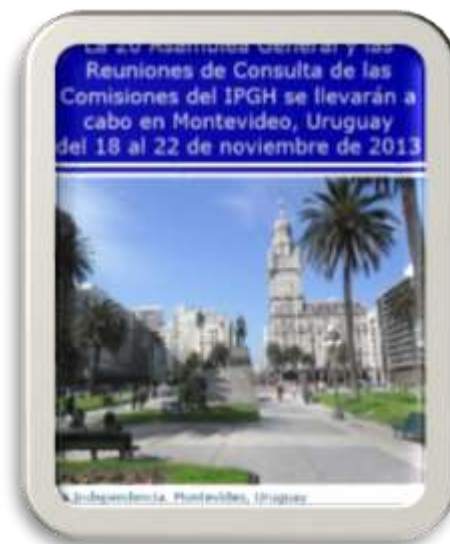 La 20 Asamblea General y las
Reuniones de Consulta de las
Comisiones del IPGH se llevarán a
cabo en Montevideo, Uruguay
del 18 al 22 de noviembre de 2013
Independencia. Montevideo, Uruguay